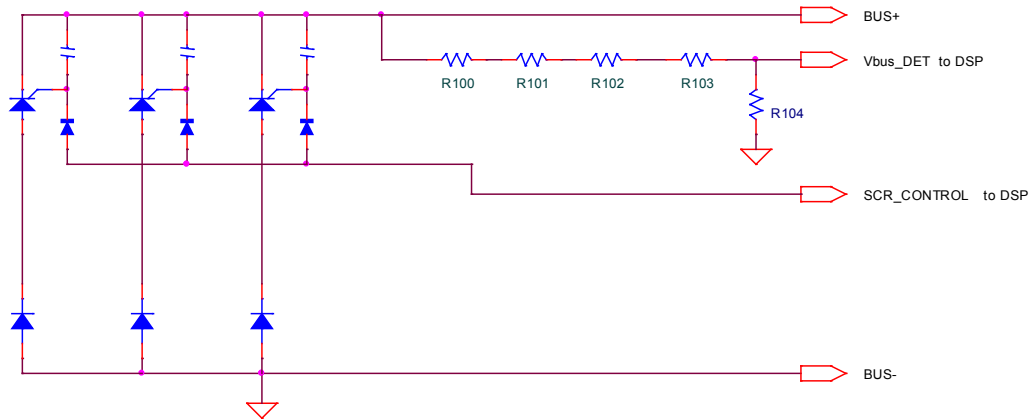 BUS+
Vbus_DET to DSP
R100
R101
R102
R103
R104
SCR_CONTROL to DSP
BUS-